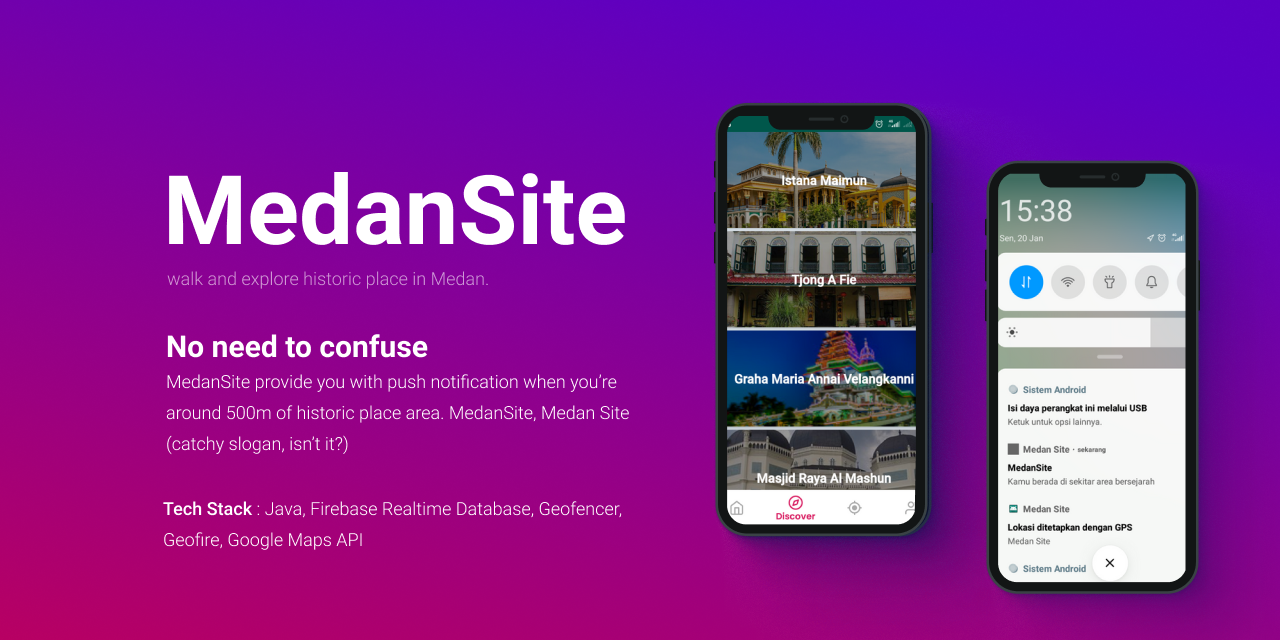 MedanSite
walk and explore historic place in Medan.
No need to confuse
MedanSite provide you with push notification when you're
around 500m of historic place area. MedanSite, Medan Site
(catchy slogan, isn't it?)
Tech Stack : Java, Firebase Realtime Database, Geofencer,
Geofire, Google Maps API
Istana Maimun
Tjong A Fie
Graha Maria Annai Velangkanni
Masjid Raya Al Mashun
Discover
15:38
Sen, 20 Jan
Sistem Android
Isi daya perangkat ini melalui USB
Ketuk untuk opsi lainnya.
Medan Site · sekarang
MedanSite
Kamu berada di sekitar area bersejarah
Medan Site
Lokasi ditetapkan dengan GPS
Medan Site
Sistem Android